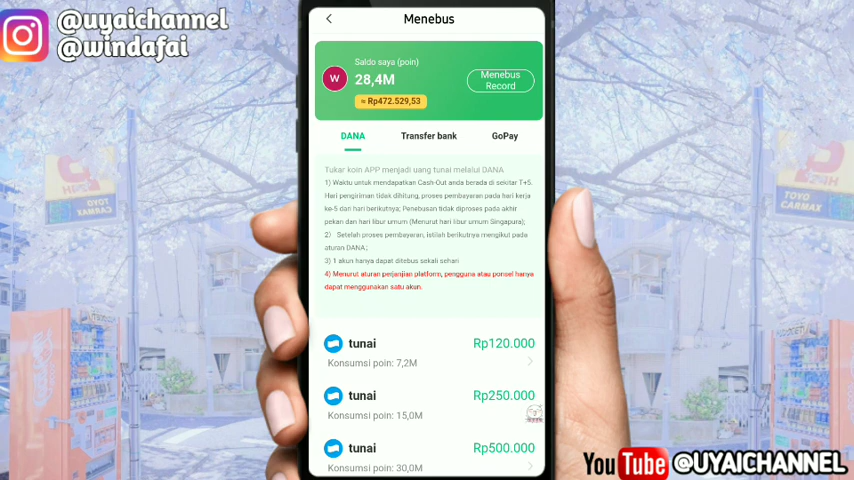 @uyaichannel
@windafai
Menebus
Saldo saya (poin)
W
28,4M
≈ Rp472.529,53
Menebus
Record
DANA
Transfer bank
GoPay
Tukar koin APP menjadi uang tunai melalui DANA
1) Waktu untuk mendapatkan Cash-Out anda berada di sekitar T+5.
Hari pengiriman tidak dihitung, proses pembayaran pada hari kerja
ke-5 dan hari berikutnya; Penebusan tidak diproses pada akhir
pekan dan hari libur umum (Menurut hari libur umum Singapura);
2) Setelah proses pembayaran, istilah berikutnya mengikut pada
aturan DANA.;
3) 1 akun hanya dapat ditebus sekali sehari
4) Menurut aturan perjanjian platform, pengguna atau ponsel hanya
dapat menggunakan satu akun.
tunai
Rp120.000
Konsumsi poin: 7,2M
tunai
Rp250.000
Konsumsi poin: 15,0M
tunai
Rp500.000
Konsumsi poin: 30,0M
TOYO
CARMAX
YouTube @UYAICHANNEL